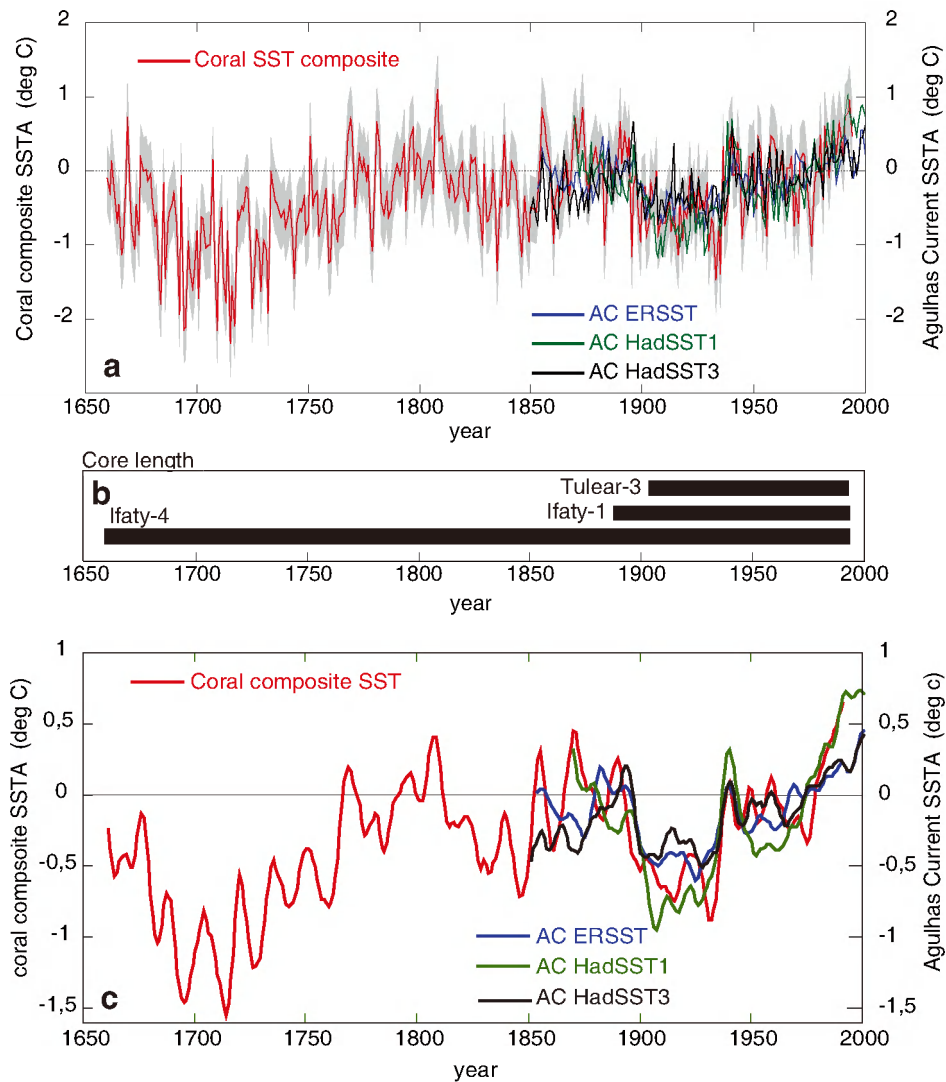 2 2
1 1
0 0
-1 -1
-2 -2
Coral composite SSTA (deg C)
Agulhas Current SSTA (deg C)
Coral SST composite
AC ERSST
AC HadSST1
AC HadSST3
a
1650 1700 1750 1800 1850 1900 1950 2000
year
Core length
b
Tulear-3
Ifaty-1
Ifaty-4
1650 1700 1750 1800 1850 1900 1950 2000
year
1 1
0,5 0,5
0 0
-0,5 -0,5
-1 -1
-1,5 -1,5
coral compsoite SSTA (deg C)
Agulhas Current SSTA (deg c)
Coral composite SST
AC ERSST
AC HadSST1
AC HadSST3
c
1650 1700 1750 1800 1850 1900 1950 2000
year